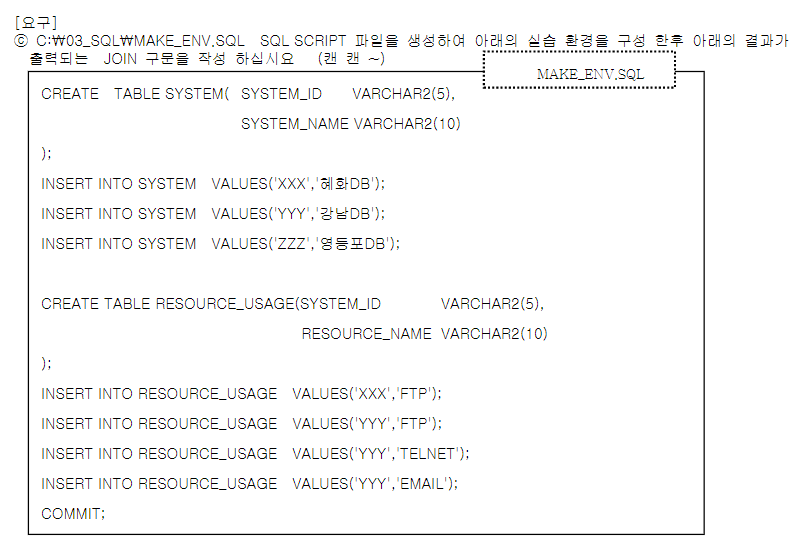 [요구]
ⓒ C:₩03_SQL₩MAKE_ENV.SQL SQL SCRIPT 파일을 생성하여 아래의 실습 환경을 구성 한후 아래의 결과가
출력되는 JOIN 구문을 작성 하십시요 (캔 캔 ~)
MAKE_ENV.SQL
CREATE TABLE SYSTEM( SYSTEM_ID VARCHAR2(5),
SYSTEM_NAME VARCHAR2(10)
);
INSERT INTO SYSTEM VALUES('XXX','혜화DB');
INSERT INTO SYSTEM VALUES('YYY','강남DB');
INSERT INTO SYSTEM VALUES('ZZZ','영등포DB');
CREATE TABLE RESOURCE_USAGE(SYSTEM_ID VARCHAR2(5),
RESOURCE_NAME VARCHAR2(10)
);
INSERT INTO RESOURCE_USAGE VALUES('XXX','FTP');
INSERT INTO RESOURCE_USAGE VALUES('YYY','FTP');
INSERT INTO RESOURCE_USAGE VALUES('YYY','TELNET');
INSERT INTO RESOURCE_USAGE VALUES('YYY','EMAIL');
COMMIT;